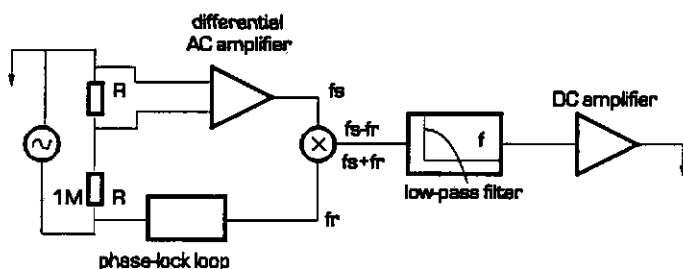 differential
AC amplifier
R
fs
DC amplifier
fs-fr
fs+fr
f
low-pass filter
1M
R
fr
phase-lock loop